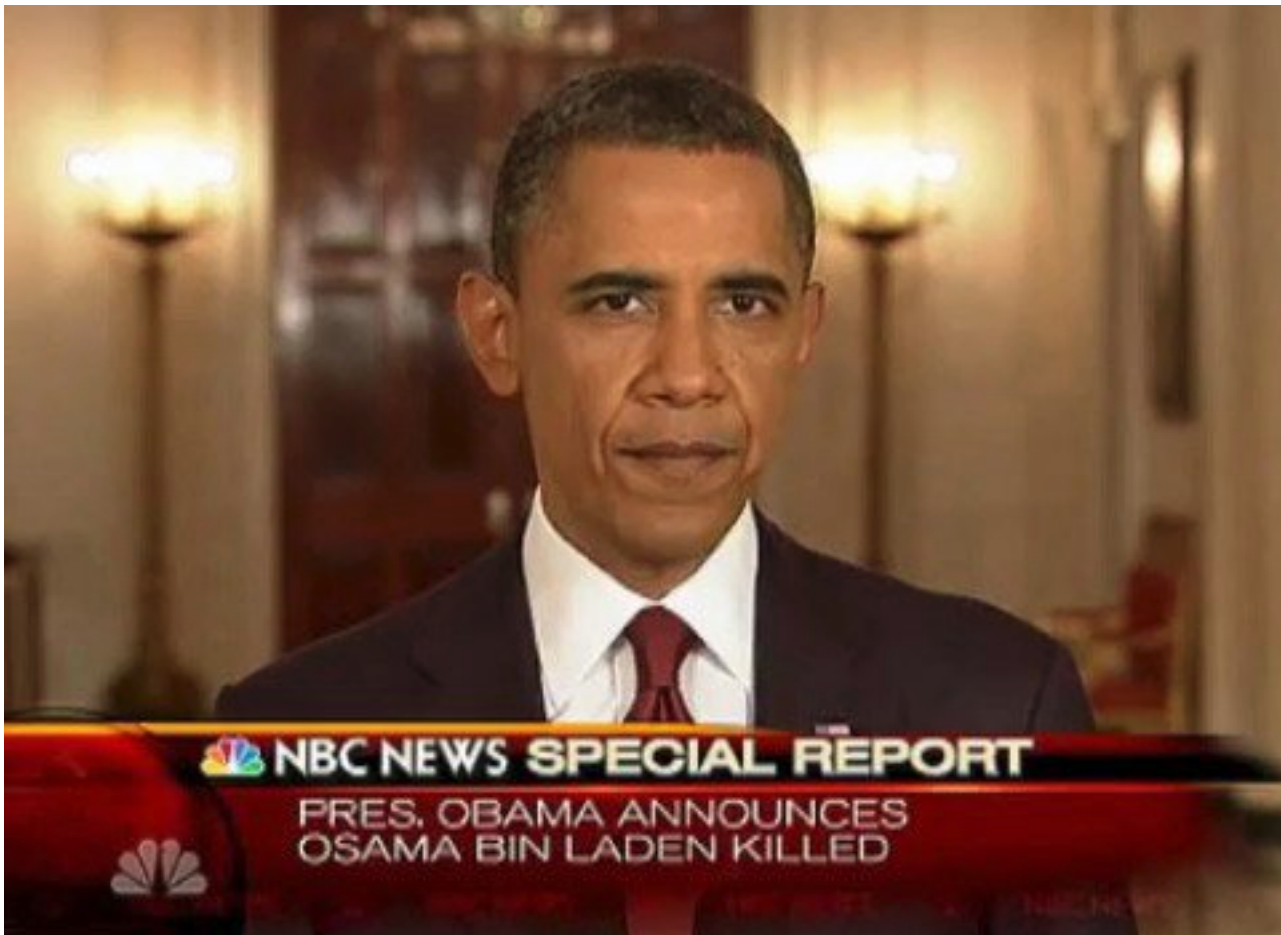 NBC NEWS SPECIAL REPORT
PRES. OBAMA ANNOUNCES
OSAMA BIN LADEN KILLED